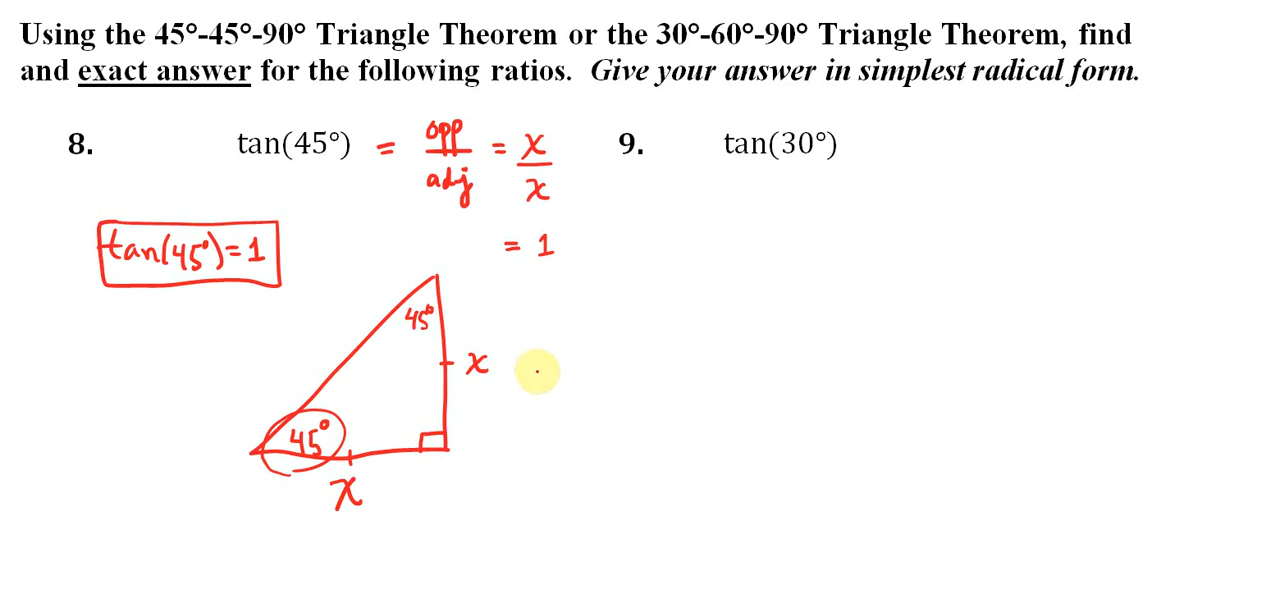 Using the 45°-45°-90° Triangle Theorem or the 30°-60°-90° Triangle Theorem, find
and exact answer for the following ratios. Give your answer in simplest radical form.
8. tan(45°) = opp/adj = x/x
= 1
tan(45°)=1
9. tan(30°)
45°
x
45°
x